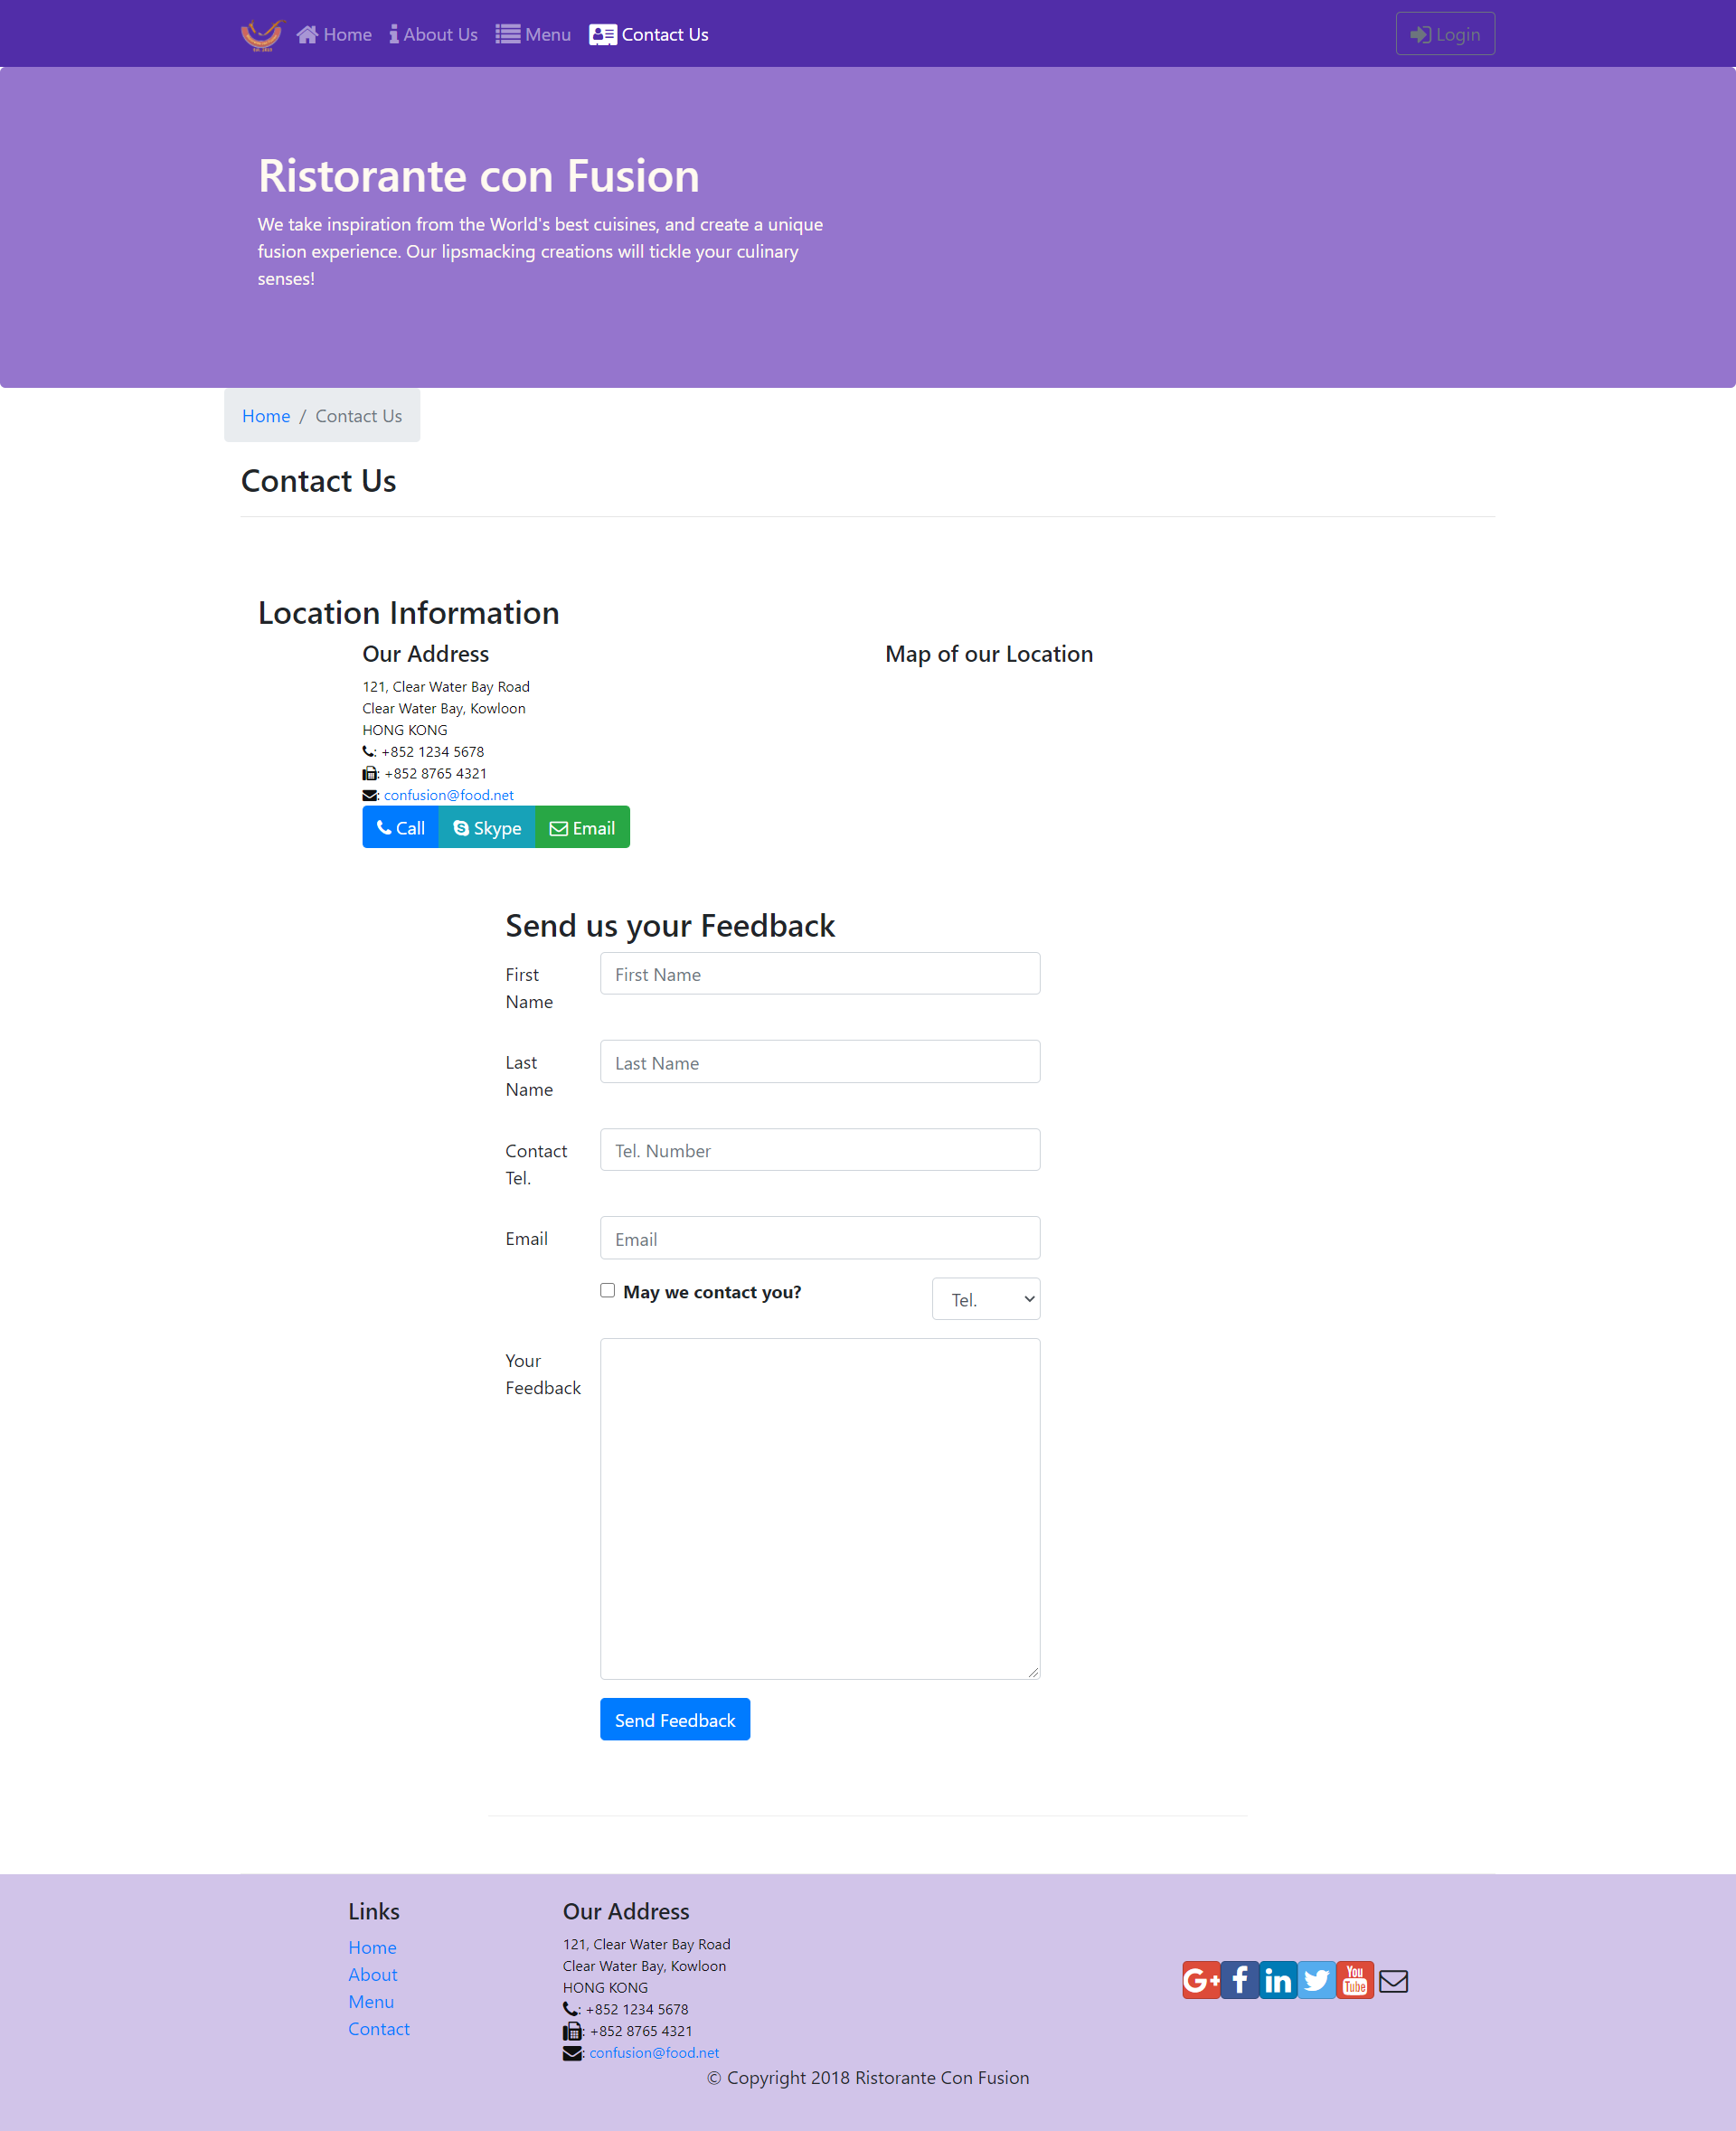 Home About Us Menu Contact Us Login
Ristorante con Fusion
We take inspiration from the World's best cuisines, and create a unique
fusion experience. Our lipsmacking creations will tickle your culinary
senses!
Home / Contact Us
Contact Us
Location Information
Our Address
121, Clear Water Bay Road
Clear Water Bay, Kowloon
HONG KONG
: +852 1234 5678
: +852 8765 4321
: confusion@food.net
Call Skype Email
Map of our Location
Send us your Feedback
First
Name
First Name
Last
Name
Last Name
Contact
Tel.
Tel. Number
Email
Email
May we contact you?
Tel.
Your
Feedback
Send Feedback
Links
Home
About
Menu
Contact
Our Address
121, Clear Water Bay Road
Clear Water Bay, Kowloon
HONG KONG
: +852 1234 5678
: +852 8765 4321
: confusion@food.net
G+ f in You Tube
© Copyright 2018 Ristorante Con Fusion